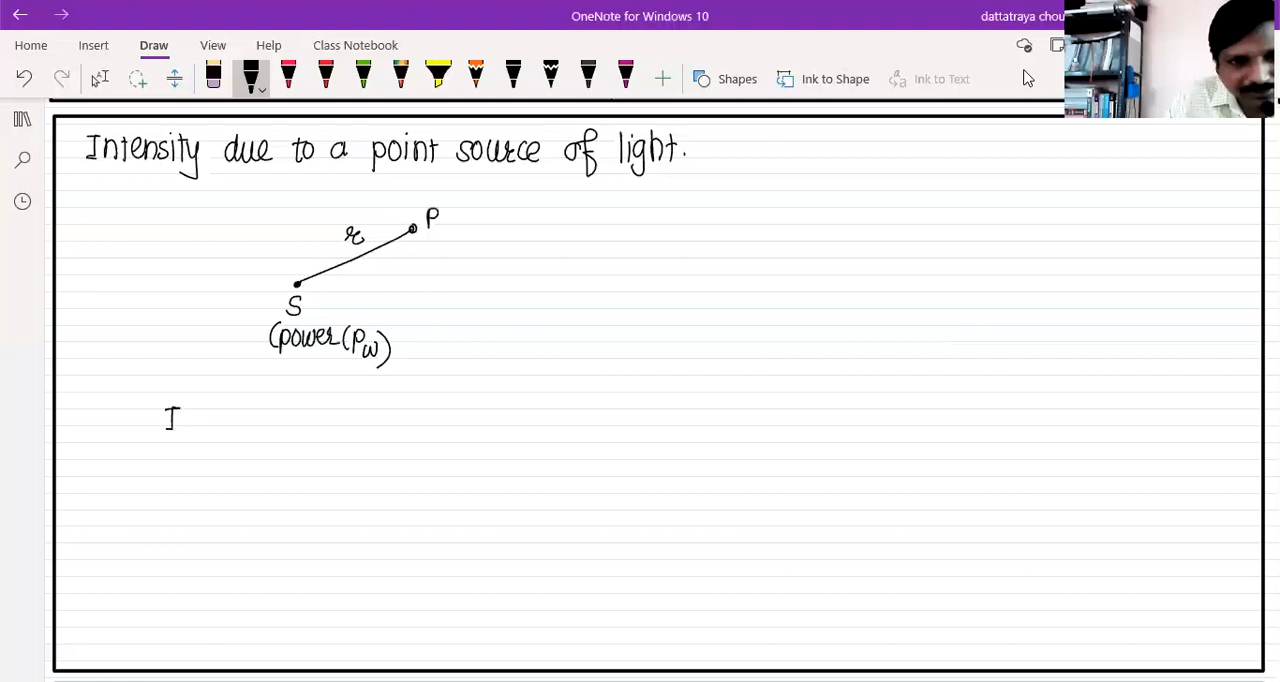 OneNote for Windows 10
dattatraya chou
Home Insert Draw View Help Class Notebook
Shapes Ink to Shape Ink to Text
Intensity due to a point source of light.
P
r
S
(power(Pw)
I